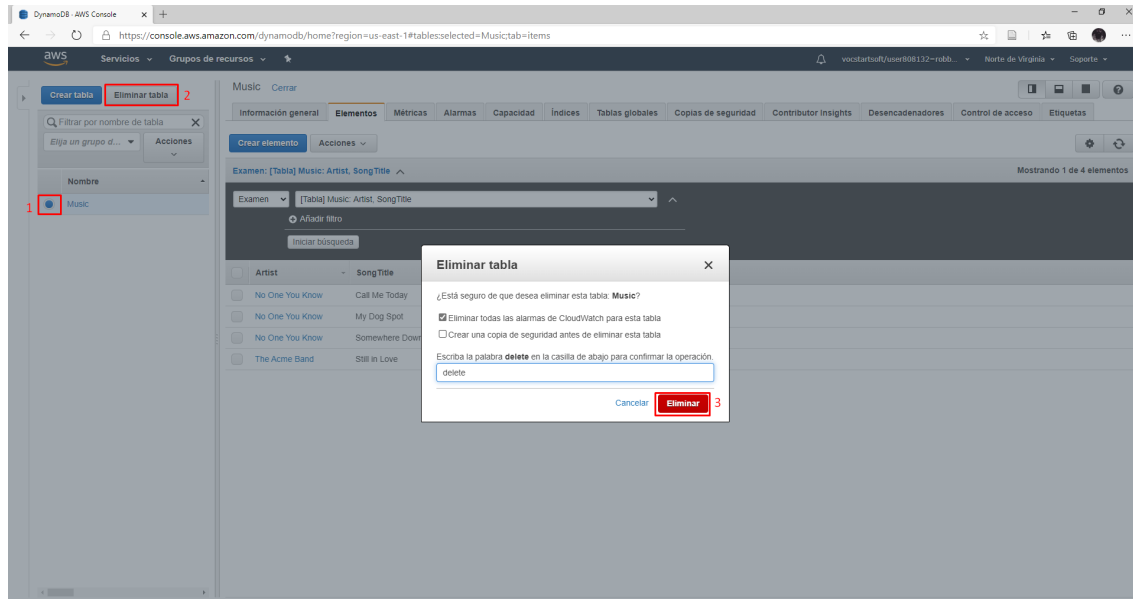 DynamoDB - AWS Console
https://console.aws.amazon.com/dynamodb/home?region=us-east-1#tables:selected=Music;tab=items
aws Servicios Grupos de recursos vocstartsoft/user808132=robb... Norte de Virginia Soporte
Crear tabla Eliminar tabla 2
Filtrar por nombre de tabla
Elija un grupo d... Acciones
Nombre
1 Music
Music Cerrar
Información general Elementos Métricas Alarmas Capacidad Índices Tablas globales Copias de seguridad Contributor Insights Desencadenadores Control de acceso Etiquetas
Crear elemento Acciones
Examen: [Tabla] Music: Artist, SongTitle Mostrando 1 de 4 elementos
Examen [Tabla] Music: Artist, SongTitle
Añadir filtro
Iniciar búsqueda
Artist SongTitle
No One You Know Call Me Today
No One You Know My Dog Spot
No One You Know Somewhere Down
The Acme Band Still in Love
Eliminar tabla
¿Está seguro de que desea eliminar esta tabla: Music?
Eliminar todas las alarmas de CloudWatch para esta tabla
Crear una copia de seguridad antes de eliminar esta tabla
Escriba la palabra delete en la casilla de abajo para confirmar la operación.
delete
Cancelar Eliminar 3